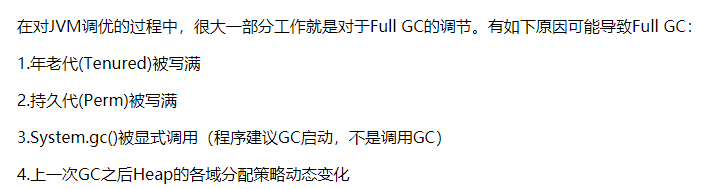 在对JVM调优的过程中，很大一部分工作就是对于Full GC的调节。有如下原因可能导致Full GC：
1.年老代(Tenured)被写满
2.持久代(Perm)被写满
3.System.gc()被显式调用（程序建议GC启动，不是调用GC）
4.上一次GC之后Heap的各域分配策略动态变化